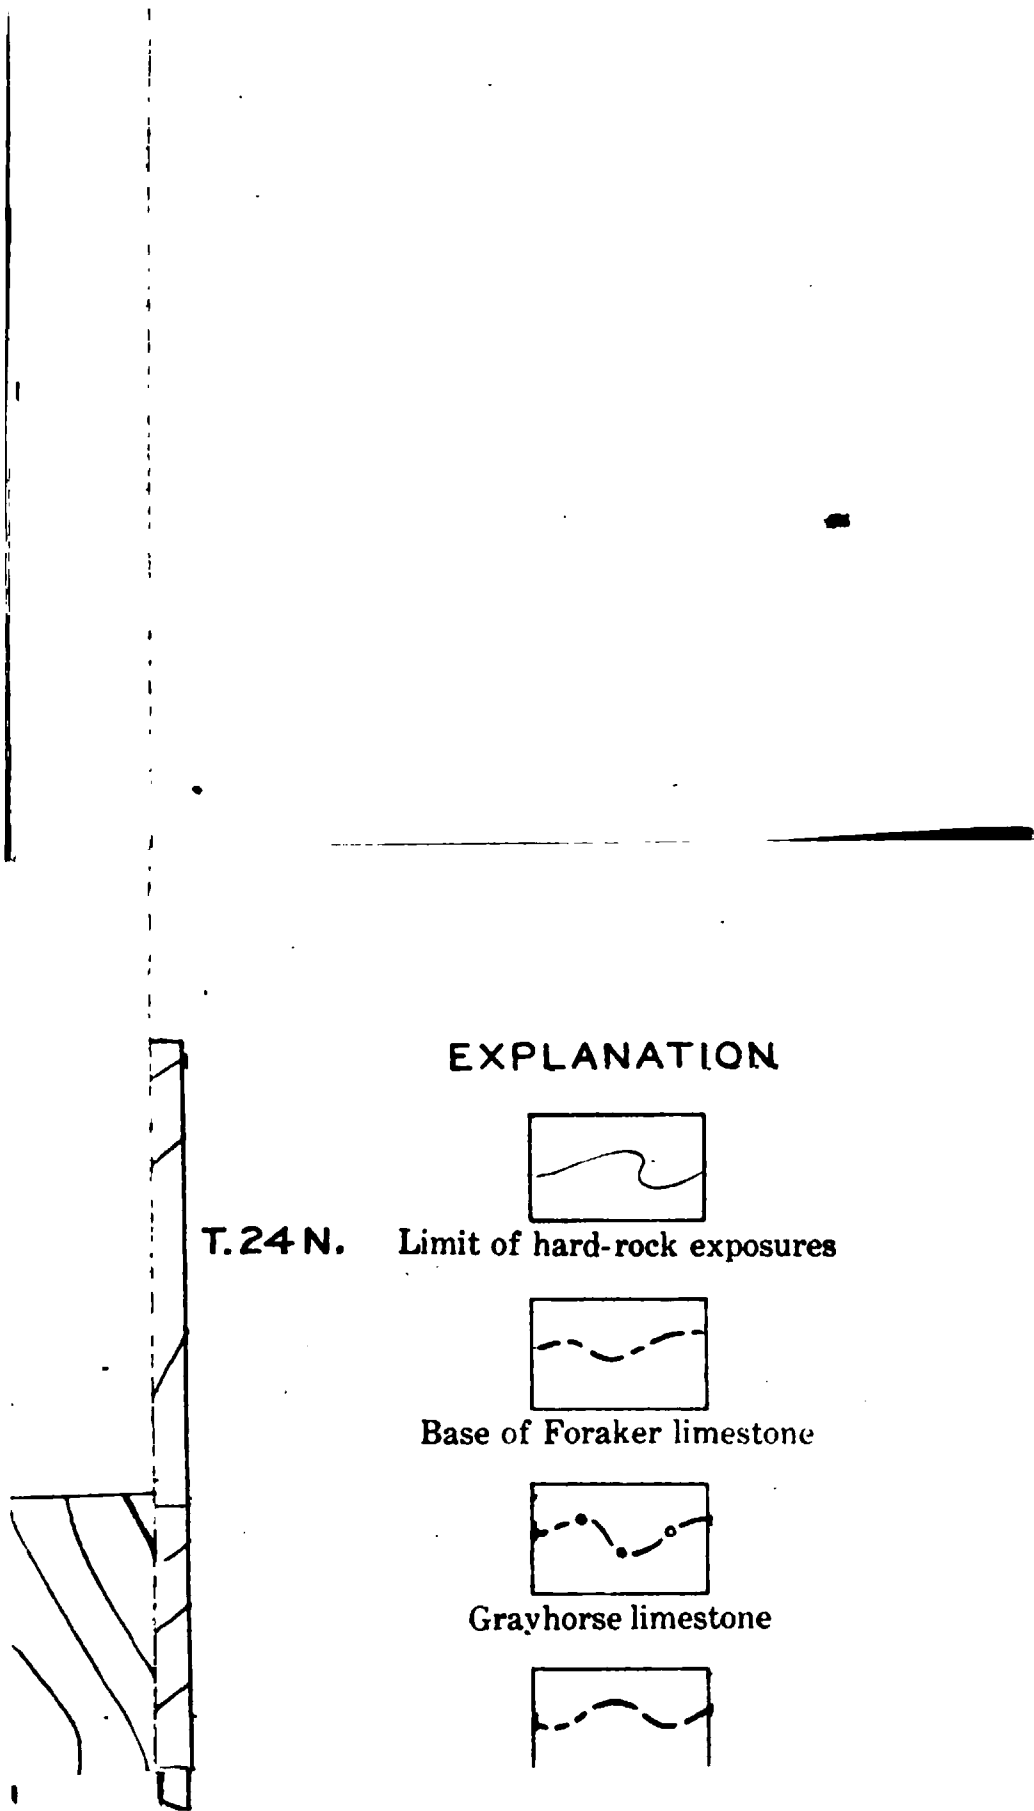 EXPLANATION
T. 24 N.
Limit of hard-rock exposures
Base of Foraker limestone
Grayhorse limestone